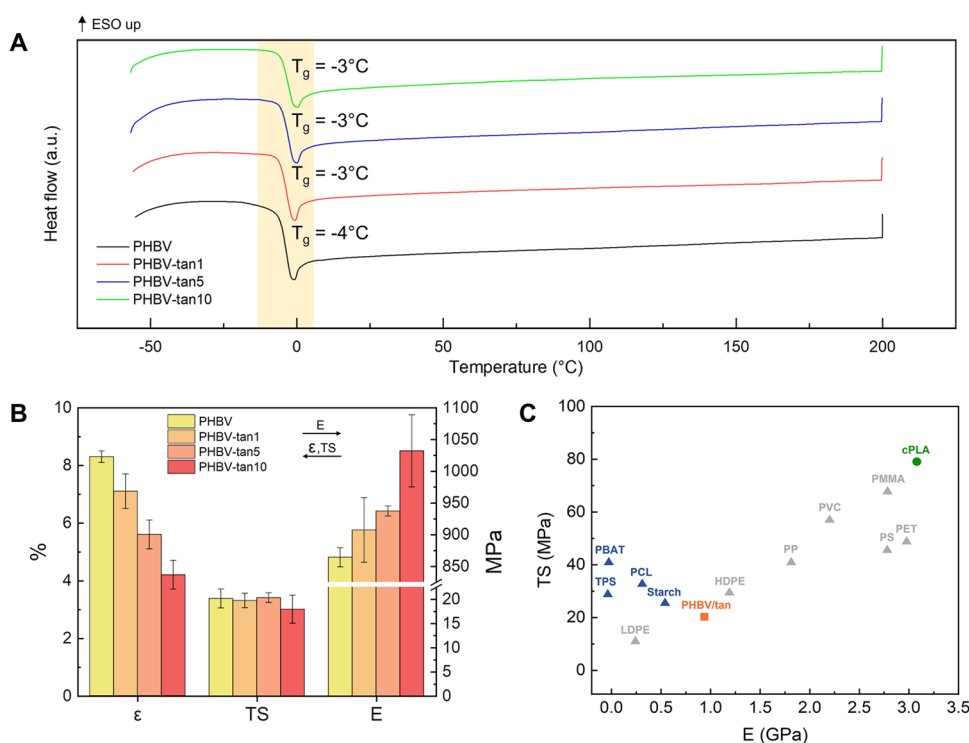 ↑ ESO up
A
Heat flow (a.u.)
Tg = -3°C
Tg = -3°C
Tg = -3°C
Tg = -4°C
PHBV
PHBV-tan1
PHBV-tan5
PHBV-tan10
-50 0 50 100 150 200
Temperature (°C)
B
%
10
8
6
4
2
0
PHBV
PHBV-tan1
PHBV-tan5
PHBV-tan10
E
ε,TS
1100
1050
1000
950
900
850
20
15
10
5
0
MPa
ε TS E
C
TS (MPa)
100
80
60
40
20
0
cPLA
PMMA
PVC
PS
PET
PBAT
PP
TPS
PCL
Starch
HDPE
PHBV/tan
LDPE
0.0 0.5 1.0 1.5 2.0 2.5 3.0 3.5
E (GPa)